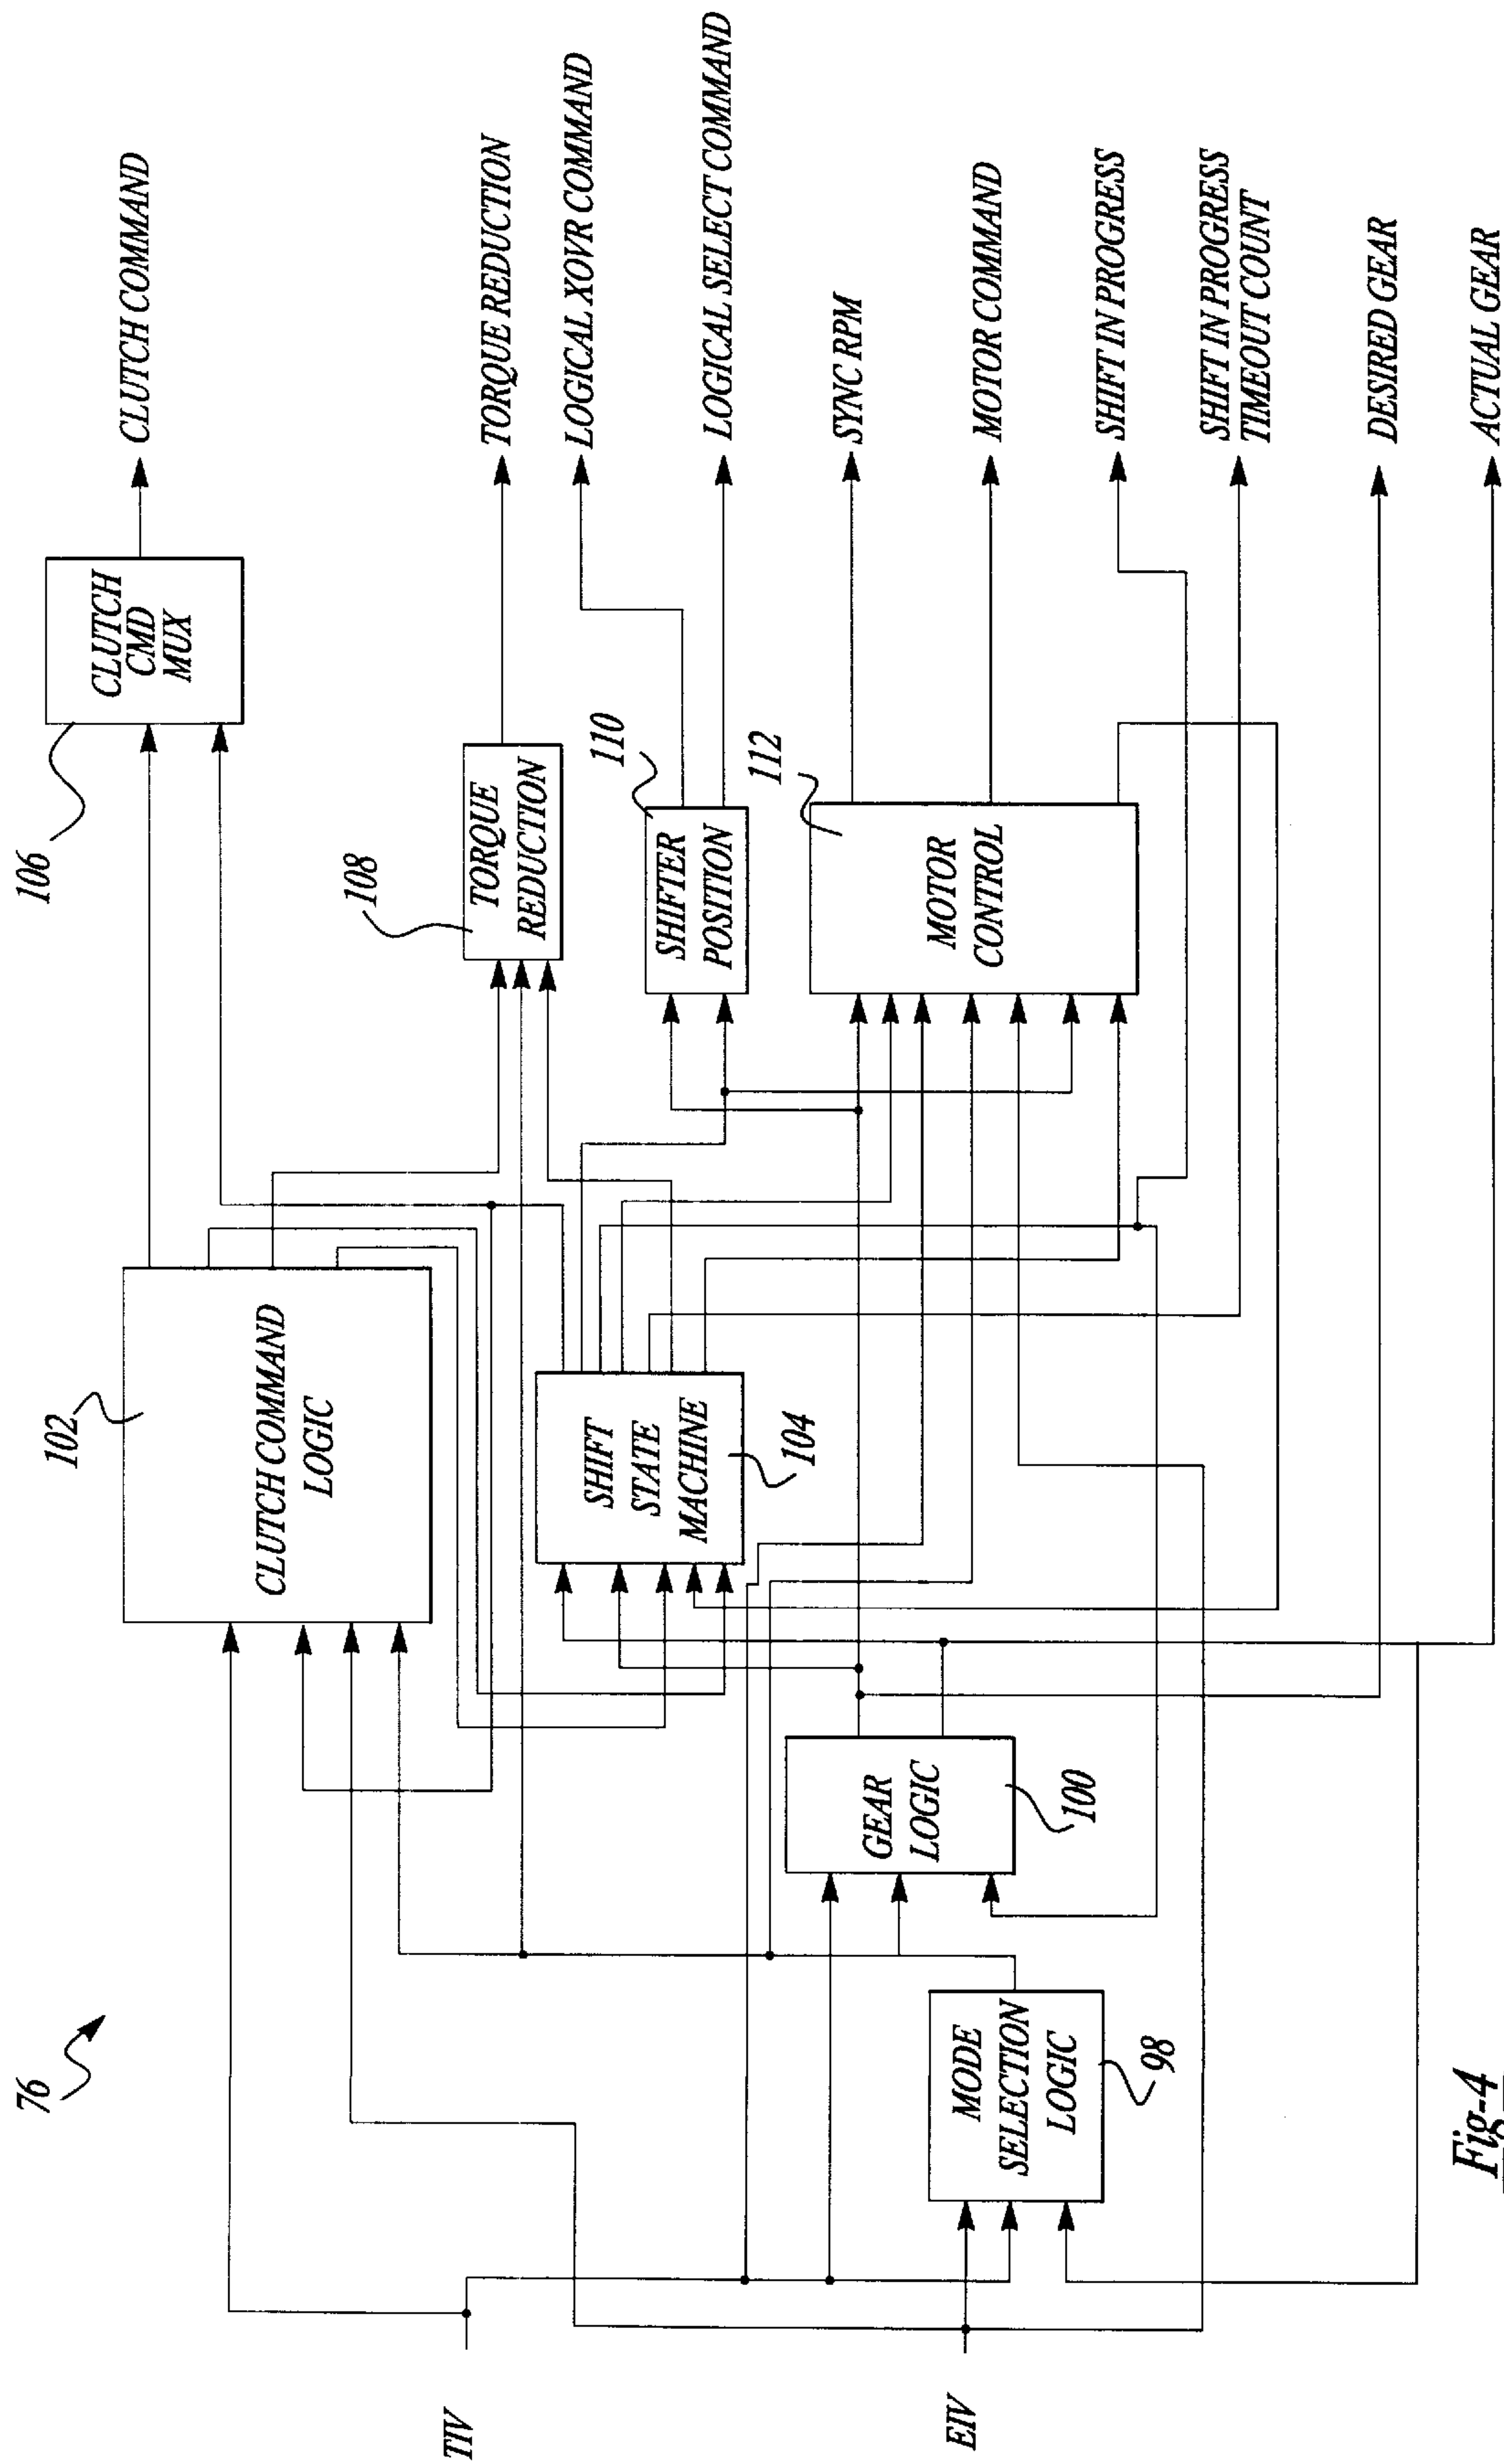 76
TIV
EIV
MODE
SELECTION
LOGIC
98
GEAR
LOGIC
100
102
CLUTCH COMMAND
LOGIC
SHIFT
STATE
MACHINE
104
106
CLUTCH
CMD
MUX
108
TORQUE
REDUCTION
110
SHIFTER
POSITION
112
MOTOR
CONTROL
CLUTCH COMMAND
TORQUE REDUCTION
LOGICAL XOVR COMMAND
LOGICAL SELECT COMMAND
SYNC RPM
MOTOR COMMAND
SHIFT IN PROGRESS
SHIFT IN PROGRESS
TIMEOUT COUNT
DESIRED GEAR
ACTUAL GEAR
Fig-4